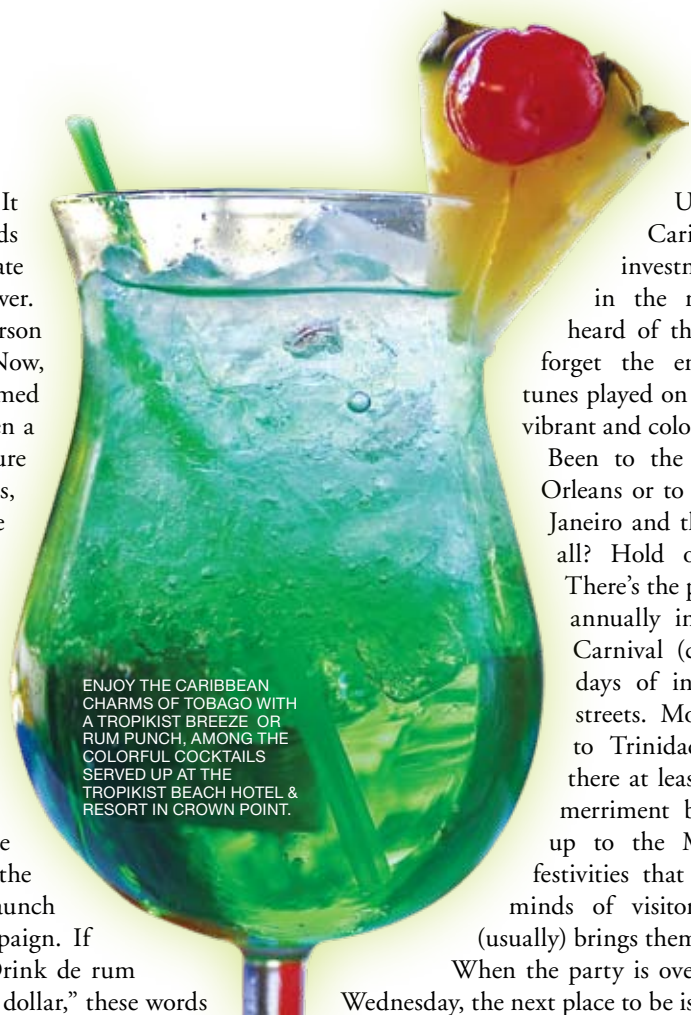 It
ds
ate
ver.
rson
Now,
med
en a
ure
s,
e
e
the
aunch
paign. If
Drink de rum
dollar,” these words
ENJOY THE CARIBBEAN
CHARMS OF TOBAGO WITH
A TROPIKIST BREEZE OR
RUM PUNCH, AMONG THE
COLORFUL COCKTAILS
SERVED UP AT THE
TROPIKIST BEACH HOTEL &
RESORT IN CROWN POINT.
U
Cari
investm
in the
heard of th
forget the en
tunes played on
vibrant and colo
Been to the
Orleans or to
Janeiro and th
all? Hold o
There’s the p
annually in
Carnival (
days of in
streets. Mo
to Trinidad
there at leas
merriment b
up to the M
festivities that
minds of visitor
(usually) brings them
When the party is ove
Wednesday, the next place to be is